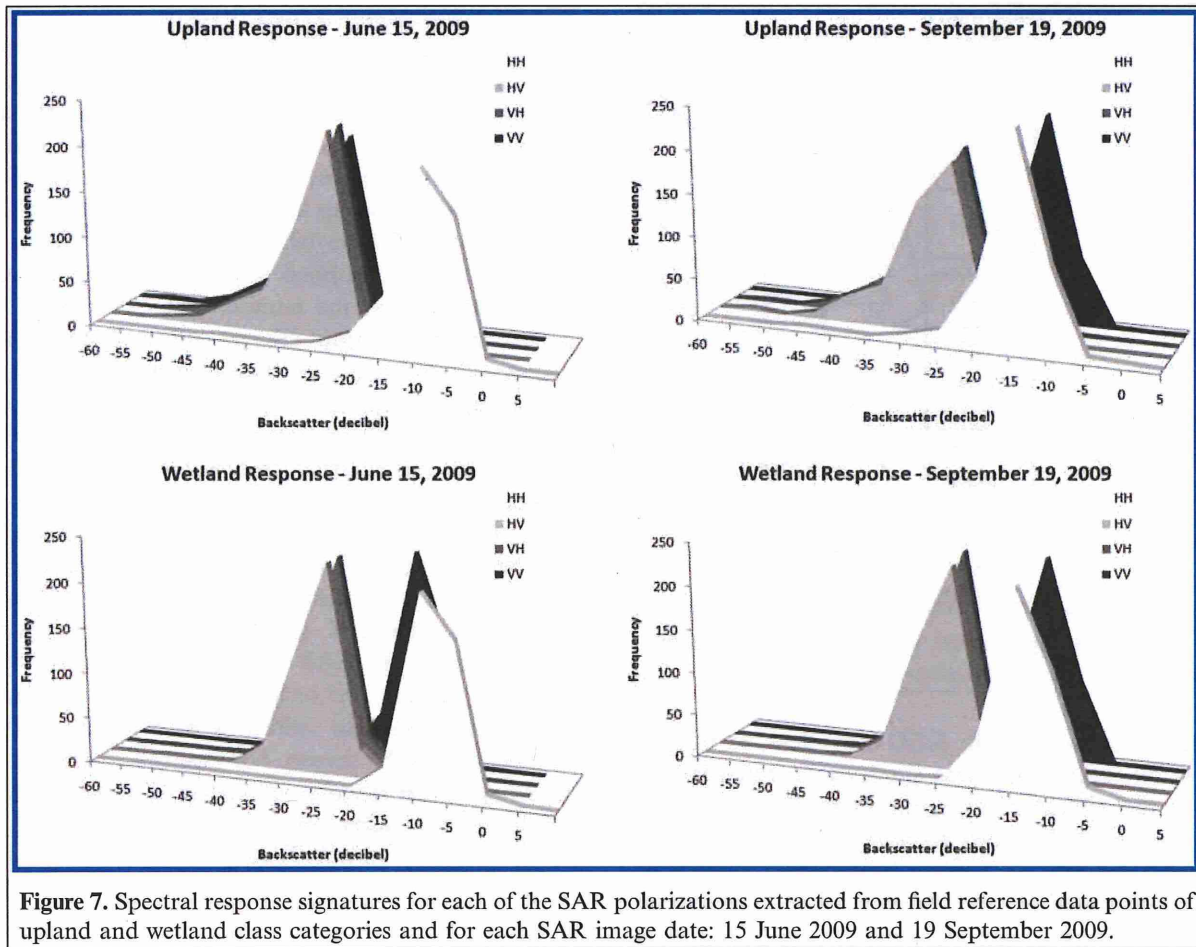 Upland Response - June 15, 2009
HH
HV
VH
VV
250
200
150
100
50
0
Frequency
-60 -55 -50 -45 -40 -35 -30 -25 -20 -15 -10 -5 0 5
Backscatter (decibel)
Upland Response - September 19, 2009
HH
HV
VH
VV
250
200
150
100
50
0
Frequency
-60 -55 -50 -45 -40 -35 -30 -25 -20 -15 -10 -5 0 5
Backscatter (decibel)
Wetland Response - June 15, 2009
HH
HV
VH
VV
250
200
150
100
50
0
Frequency
-60 -55 -50 -45 -40 -35 -30 -25 -20 -15 -10 -5 0 5
Backscatter (decibel)
Wetland Response - September 19, 2009
HH
HV
VH
VV
250
200
150
100
50
0
Frequency
-60 -55 -50 -45 -40 -35 -30 -25 -20 -15 -10 -5 0 5
Backscatter (decibel)
Figure 7. Spectral response signatures for each of the SAR polarizations extracted from field reference data points of
upland and wetland class categories and for each SAR image date: 15 June 2009 and 19 September 2009.